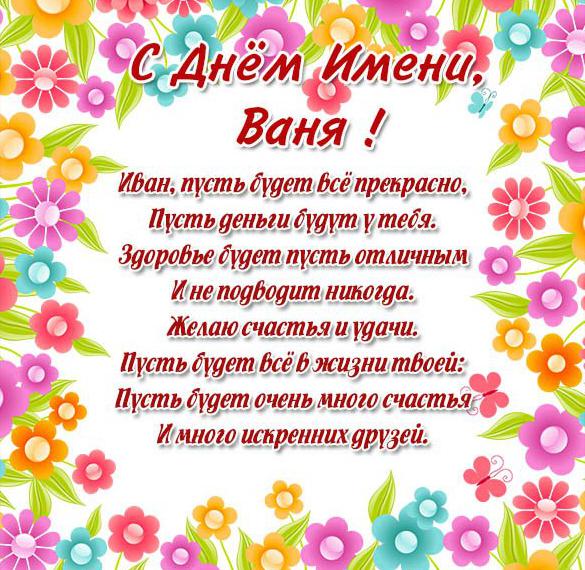 С Днём Имени,
Ваня !
Иван, пусть будет всё прекрасно,
Пусть деньги будут у тебя.
Здоровье будет пусть отличным
И не подводит никогда.
Желаю счастья и удачи.
Пусть будет всё в жизни твоей:
Пусть будет очень много счастья
И много искренних друзей.